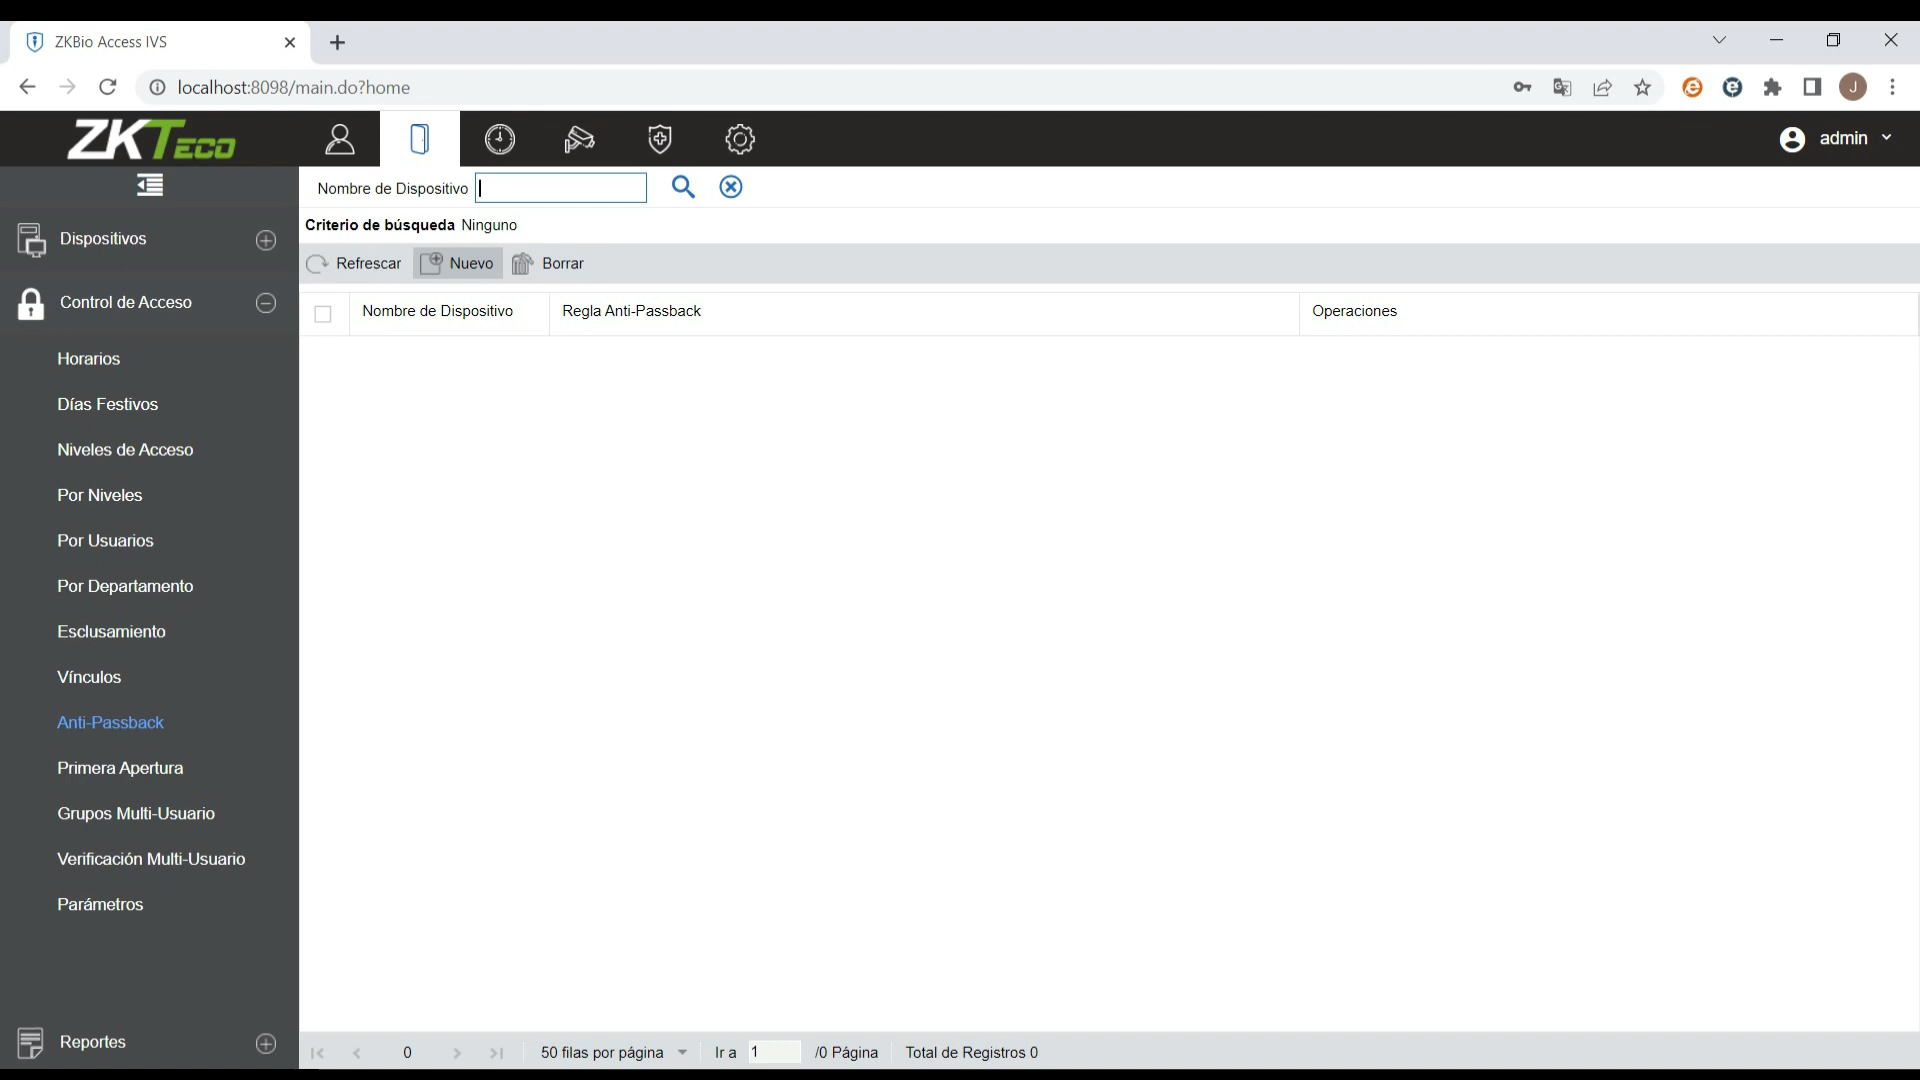 ZKBio Access IVS
localhost:8098/main.do?home
J
ZKTECO
admin
Nombre de Dispositivo
Criterio de búsqueda Ninguno
Refrescar Nuevo Borrar
Nombre de Dispositivo Regla Anti-Passback Operaciones
Dispositivos
Control de Acceso
Horarios
Días Festivos
Niveles de Acceso
Por Niveles
Por Usuarios
Por Departamento
Esclusamiento
Vínculos
Anti-Passback
Primera Apertura
Grupos Multi-Usuario
Verificación Multi-Usuario
Parámetros
Reportes
0 50 filas por página Ir a 1 /0 Página Total de Registros 0